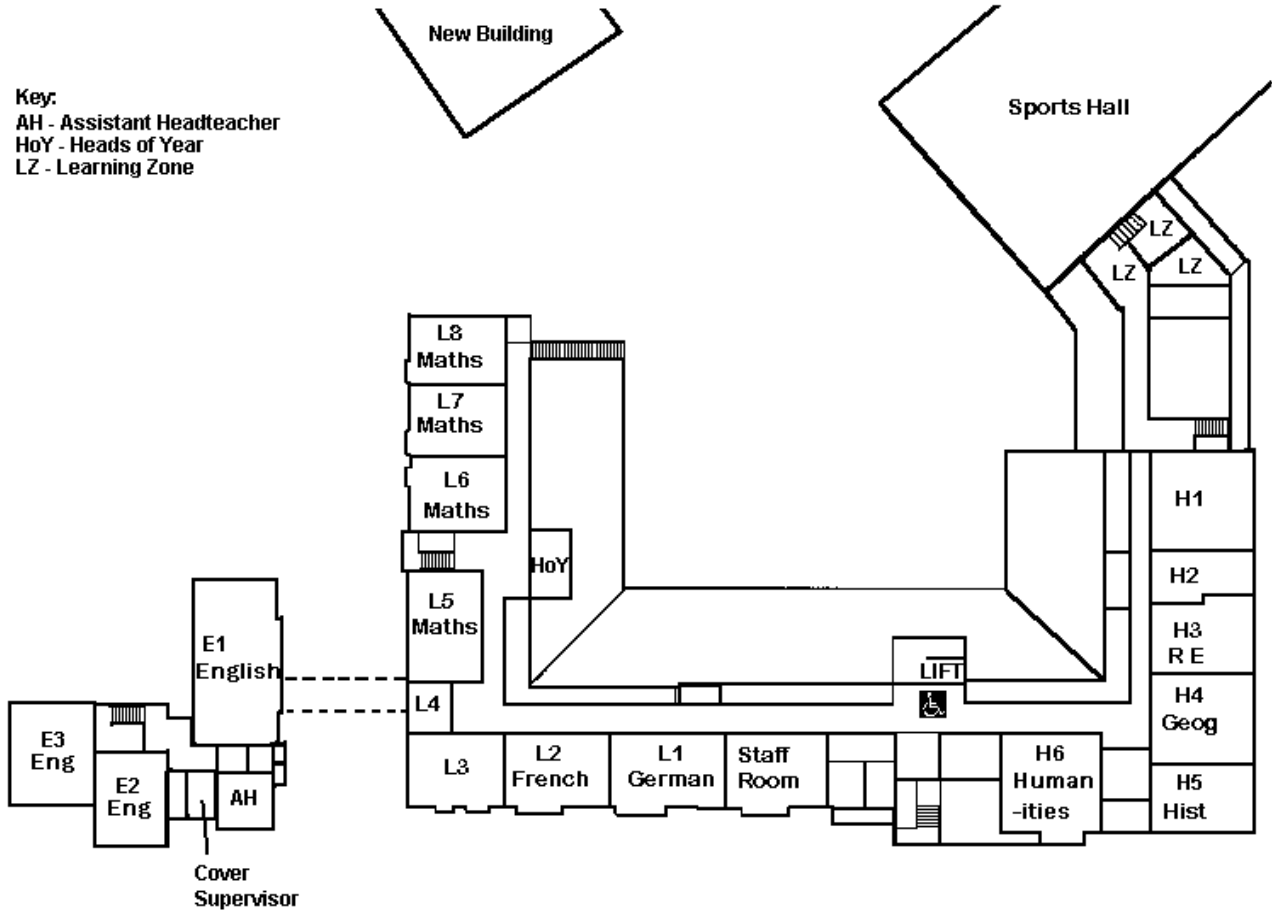 New Building
Key:
AH - Assistant Headteacher
HoY - Heads of Year
LZ - Learning Zone
Sports Hall
LZ
LZ
LZ
L8
Maths
L7
Maths
L6
Maths
HoY
L5
Maths
L4
L3
L2
French
L1
German
Staff
Room
LIFT
H1
H2
H3
R E
H4
Geog
H5
Hist
H6
Human
-ities
E1
English
E3
Eng
E2
Eng
AH
Cover
Supervisor